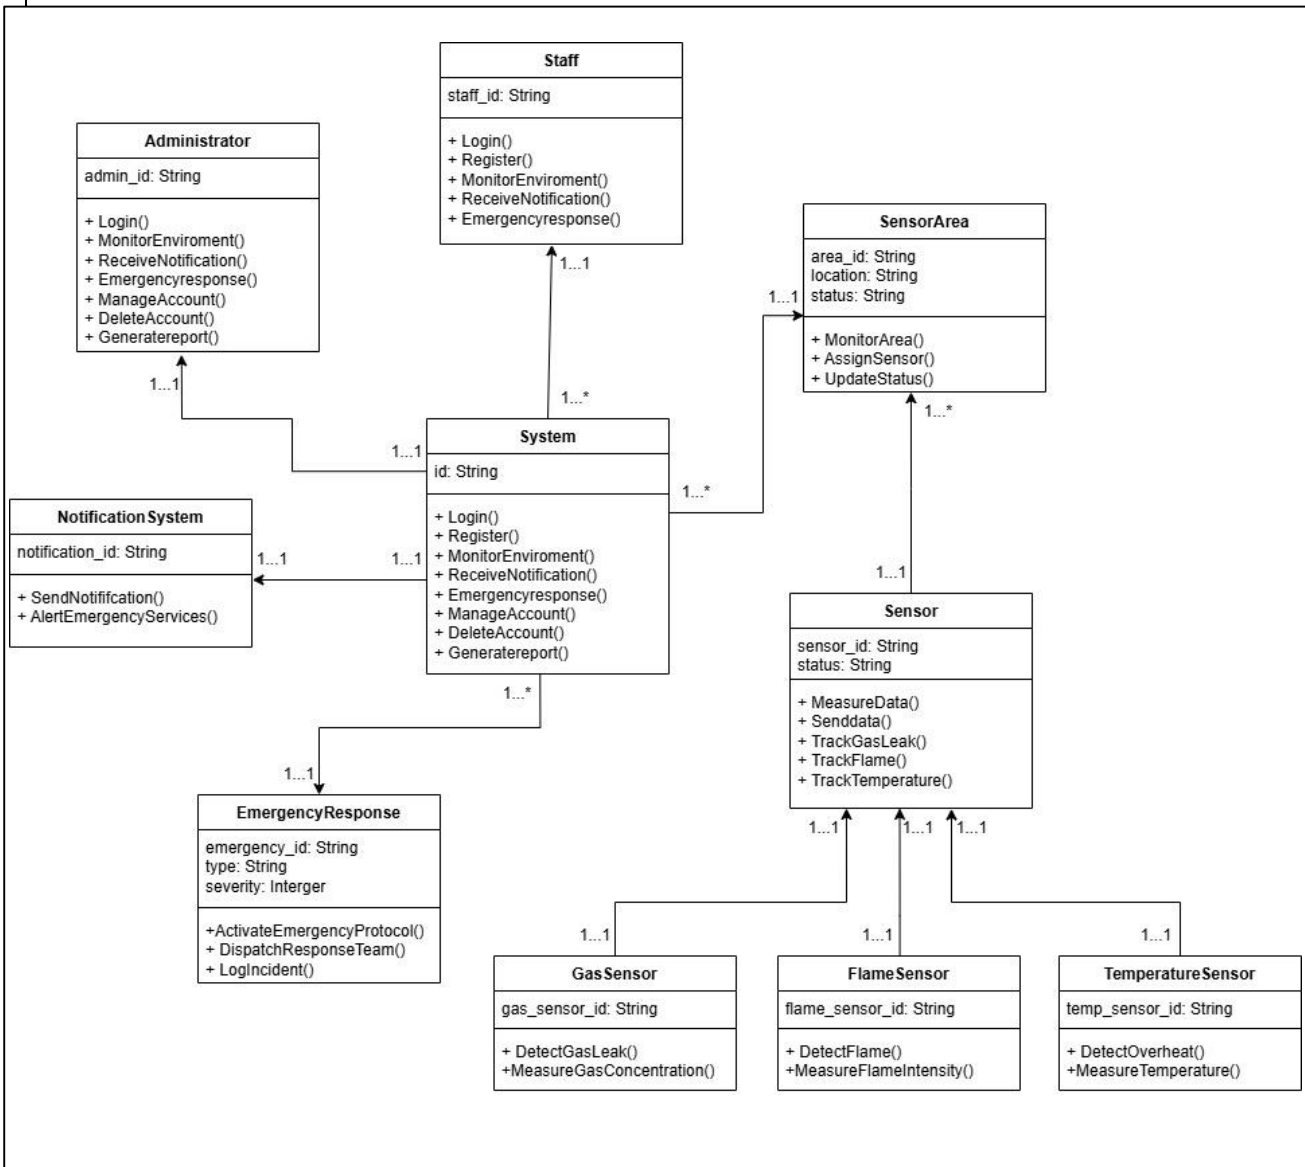 Staff
staff_id: String
+ Login()
+ Register()
+ MonitorEnviroment()
+ ReceiveNotification()
+ Emergencyresponse()
1...1
1...*
Administrator
admin_id: String
+ Login()
+ MonitorEnviroment()
+ ReceiveNotification()
+ Emergencyresponse()
+ ManageAccount()
+ DeleteAccount()
+ Generatereport()
1...1
1...1
SensorArea
area_id: String
location: String
status: String
+ MonitorArea()
+ AssignSensor()
+ UpdateStatus()
1...1
1...*
1...*
1...1
System
id: String
+ Login()
+ Register()
+ MonitorEnviroment()
+ ReceiveNotification()
+ Emergencyresponse()
+ ManageAccount()
+ DeleteAccount()
+ Generatereport()
NotificationSystem
notification_id: String
+ SendNotififcation()
+ AlertEmergencyServices()
1...1
1...1
Sensor
sensor_id: String
status: String
+ MeasureData()
+ Senddata()
+ TrackGasLeak()
+ TrackFlame()
+ TrackTemperature()
1...*
1...1
EmergencyResponse
emergency_id: String
type: String
severity: Interger
+ActivateEmergencyProtocol()
+ DispatchResponseTeam()
+ LogIncident()
1...1
1...1
1...1
1...1
1...1
1...1
GasSensor
gas_sensor_id: String
+ DetectGasLeak()
+MeasureGasConcentration()
FlameSensor
flame_sensor_id: String
+ DetectFlame()
+MeasureFlameIntensity()
TemperatureSensor
temp_sensor_id: String
+ DetectOverheat()
+MeasureTemperature()